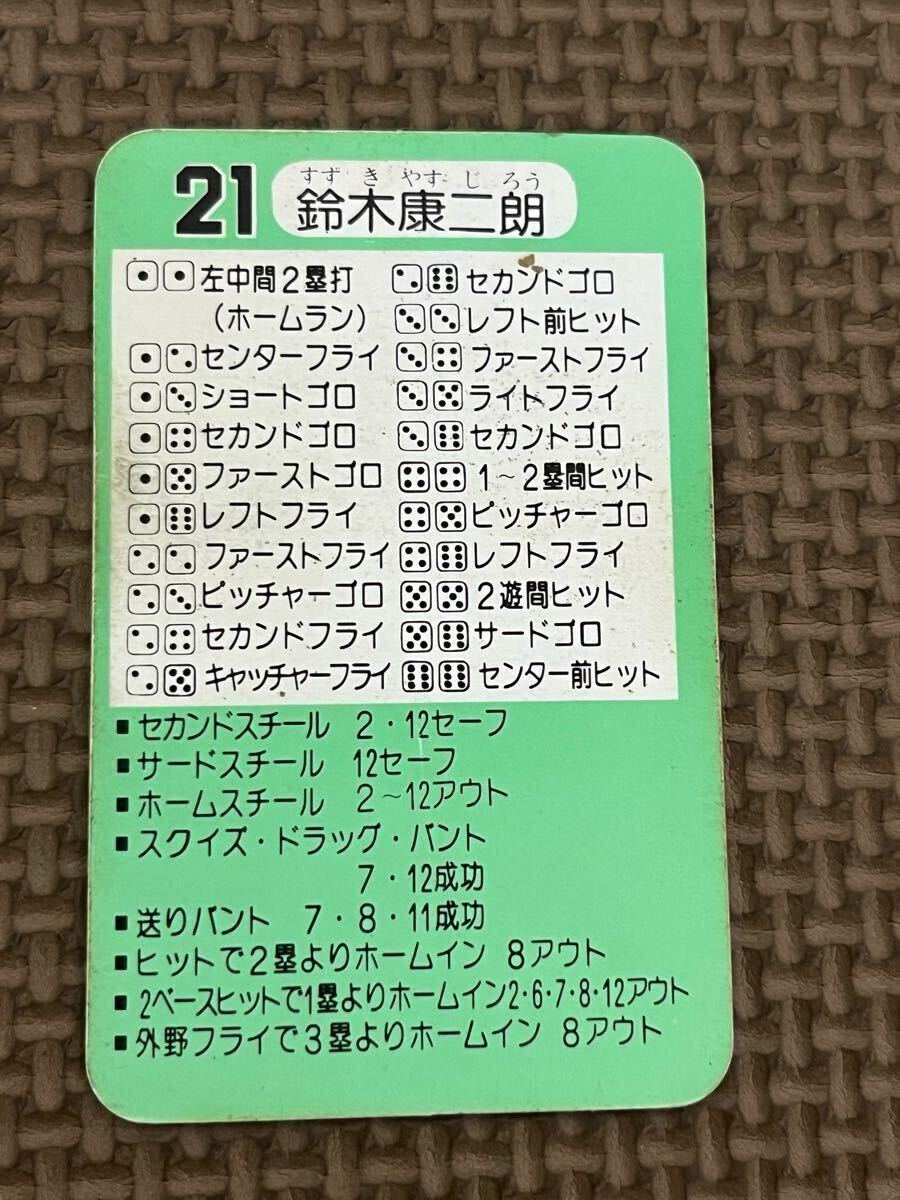 21
すず き やす じ ろう
鈴木康二朗
左中間2塁打
(ホームラン)
センターフライ
ショートゴロ
セカンドゴロ
ファーストゴロ
レフトフライ
ファーストフライ
ピッチャーゴロ
セカンドフライ
キャッチャーフライ
セカンドゴロ
レフト前ヒット
ファーストフライ
ライトフライ
セカンドゴロ
1～2塁間ヒット
ピッチャーゴロ
レフトフライ
2遊間ヒット
サードゴロ
センター前ヒット
■セカンドスチール 2・12セーフ
■サードスチール 12セーフ
■ホームスチール 2～12アウト
■スクイズ・ドラッグ・バント
7・12成功
■送りバント 7・8・11成功
■ヒットで2塁よりホームイン 8アウト
■2ベースヒットで1塁よりホームイン2・6・7・8・12アウト
■外野フライで3塁よりホームイン 8アウト